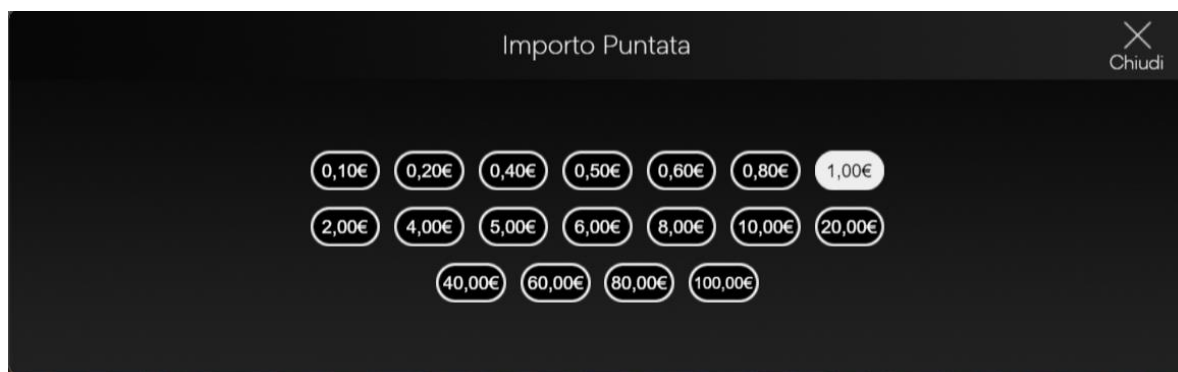 Importo Puntata
Chiudi
0,10€ 0,20€ 0,40€ 0,50€ 0,60€ 0,80€ 1,00€
2,00€ 4,00€ 5,00€ 6,00€ 8,00€ 10,00€ 20,00€
40,00€ 60,00€ 80,00€ 100,00€